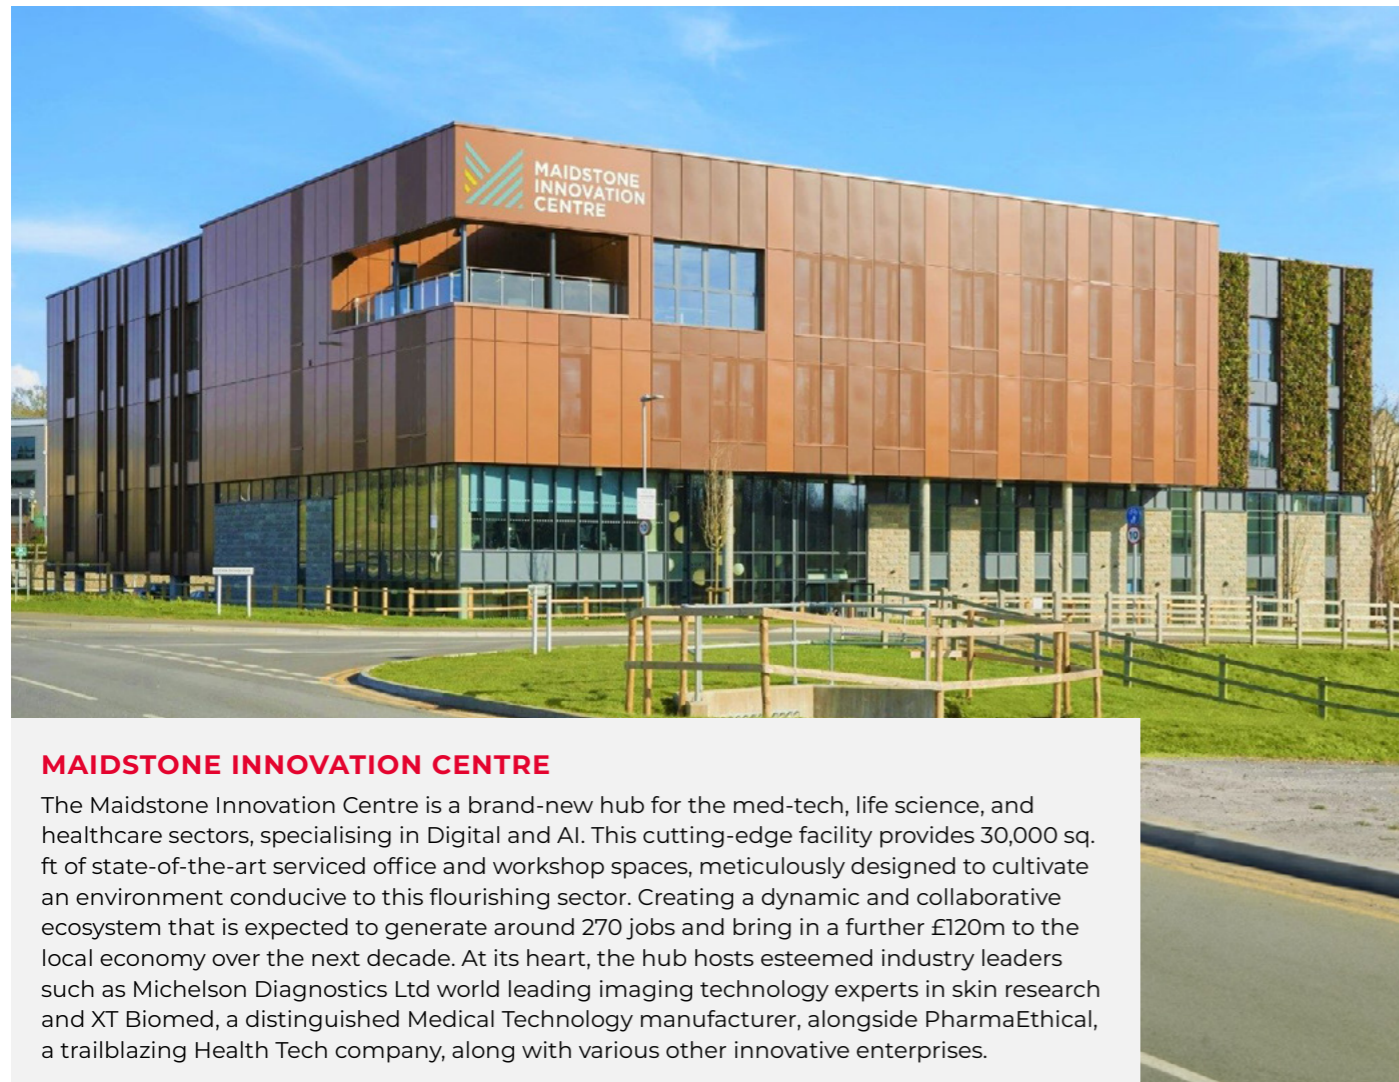 MAIDSTONE
INNOVATION
CENTRE
10
MAIDSTONE INNOVATION CENTRE
The Maidstone Innovation Centre is a brand-new hub for the med-tech, life science, and
healthcare sectors, specialising in Digital and AI. This cutting-edge facility provides 30,000 sq.
ft of state-of-the-art serviced office and workshop spaces, meticulously designed to cultivate
an environment conducive to this flourishing sector. Creating a dynamic and collaborative
ecosystem that is expected to generate around 270 jobs and bring in a further £120m to the
local economy over the next decade. At its heart, the hub hosts esteemed industry leaders
such as Michelson Diagnostics Ltd world leading imaging technology experts in skin research
and XT Biomed, a distinguished Medical Technology manufacturer, alongside PharmaEthical,
a trailblazing Health Tech company, along with various other innovative enterprises.